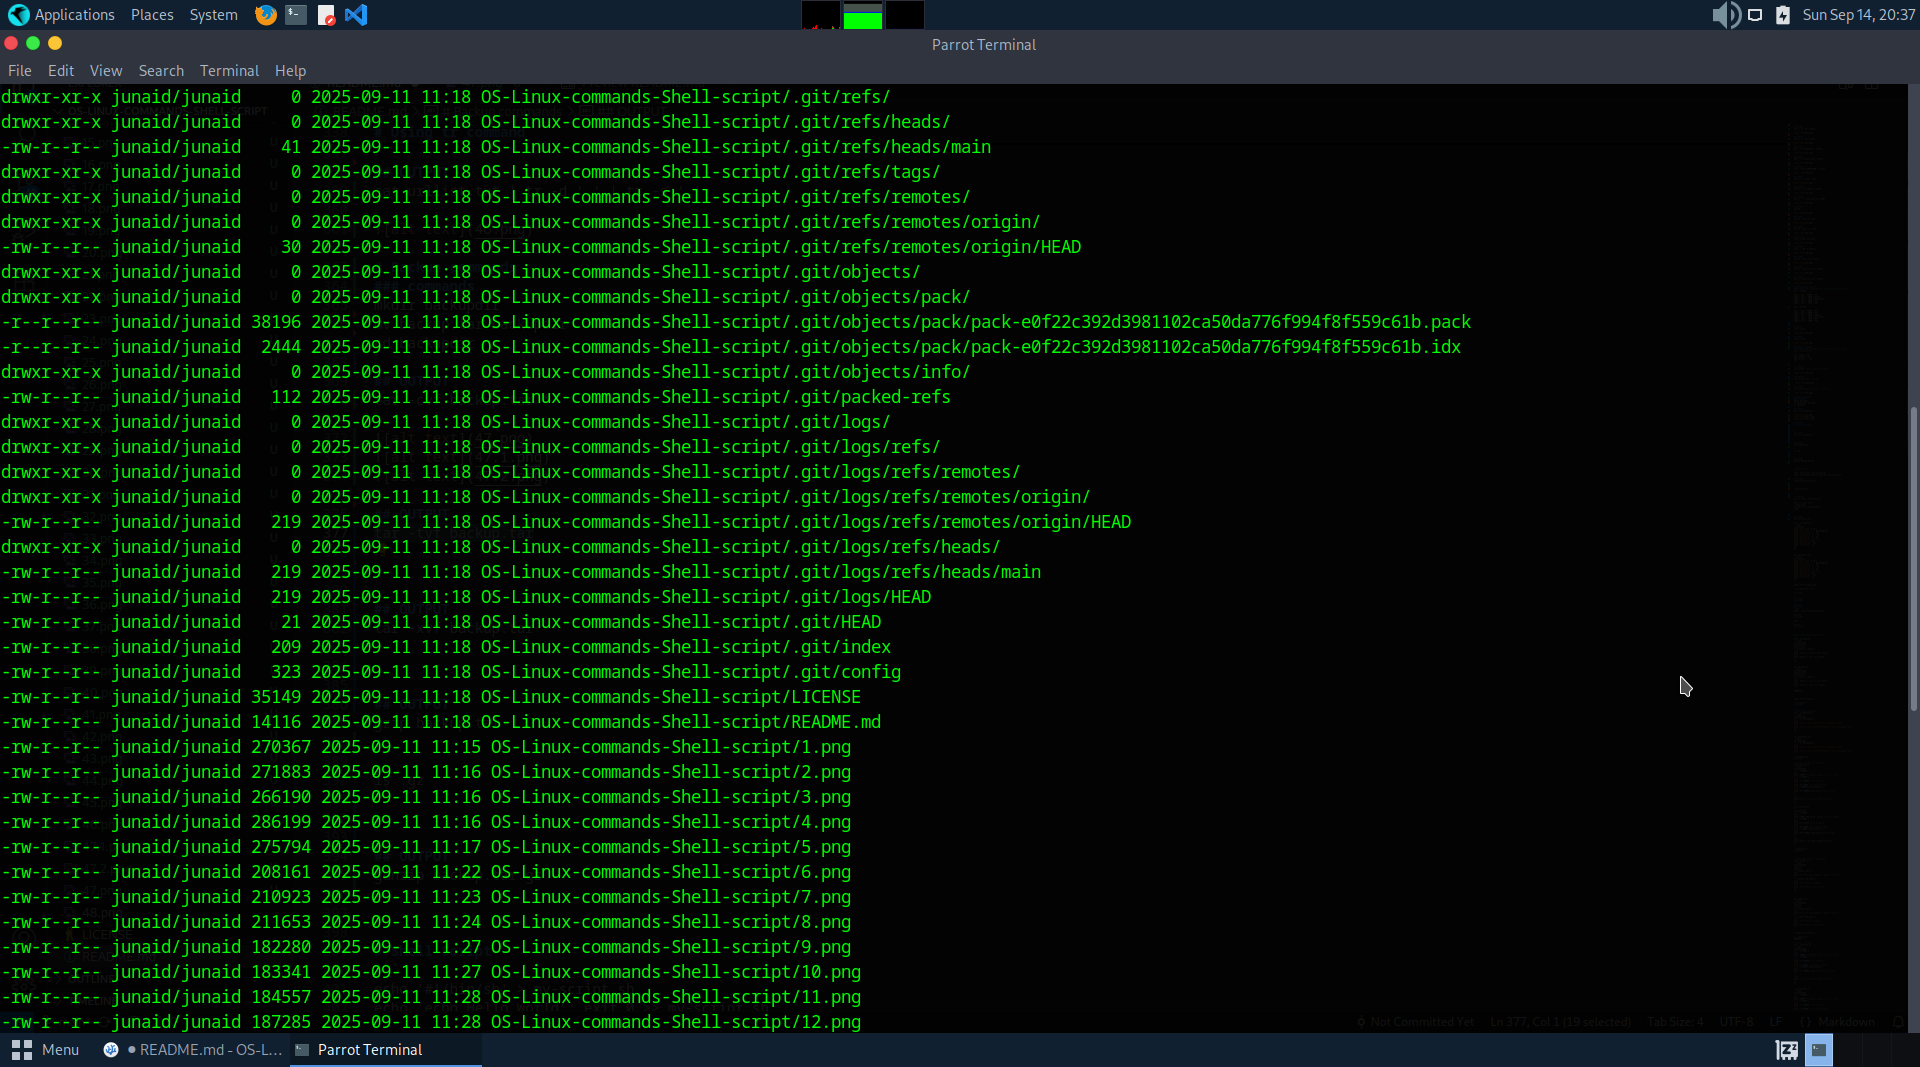 Applications Places System Sun Sep 14, 20:37
Parrot Terminal
File Edit View Search Terminal Help
drwxr-xr-x junaid/junaid     0 2025-09-11 11:18 OS-Linux-commands-Shell-script/.git/refs/
drwxr-xr-x junaid/junaid     0 2025-09-11 11:18 OS-Linux-commands-Shell-script/.git/refs/heads/
-rw-r--r-- junaid/junaid    41 2025-09-11 11:18 OS-Linux-commands-Shell-script/.git/refs/heads/main
drwxr-xr-x junaid/junaid     0 2025-09-11 11:18 OS-Linux-commands-Shell-script/.git/refs/tags/
drwxr-xr-x junaid/junaid     0 2025-09-11 11:18 OS-Linux-commands-Shell-script/.git/refs/remotes/
drwxr-xr-x junaid/junaid     0 2025-09-11 11:18 OS-Linux-commands-Shell-script/.git/refs/remotes/origin/
-rw-r--r-- junaid/junaid    30 2025-09-11 11:18 OS-Linux-commands-Shell-script/.git/refs/remotes/origin/HEAD
drwxr-xr-x junaid/junaid     0 2025-09-11 11:18 OS-Linux-commands-Shell-script/.git/objects/
drwxr-xr-x junaid/junaid     0 2025-09-11 11:18 OS-Linux-commands-Shell-script/.git/objects/pack/
-r--r--r-- junaid/junaid 38196 2025-09-11 11:18 OS-Linux-commands-Shell-script/.git/objects/pack/pack-e0f22c392d3981102ca50da776f994f8f559c61b.pack
-r--r--r-- junaid/junaid  2444 2025-09-11 11:18 OS-Linux-commands-Shell-script/.git/objects/pack/pack-e0f22c392d3981102ca50da776f994f8f559c61b.idx
drwxr-xr-x junaid/junaid     0 2025-09-11 11:18 OS-Linux-commands-Shell-script/.git/objects/info/
-rw-r--r-- junaid/junaid   112 2025-09-11 11:18 OS-Linux-commands-Shell-script/.git/packed-refs
drwxr-xr-x junaid/junaid     0 2025-09-11 11:18 OS-Linux-commands-Shell-script/.git/logs/
drwxr-xr-x junaid/junaid     0 2025-09-11 11:18 OS-Linux-commands-Shell-script/.git/logs/refs/
drwxr-xr-x junaid/junaid     0 2025-09-11 11:18 OS-Linux-commands-Shell-script/.git/logs/refs/remotes/
drwxr-xr-x junaid/junaid     0 2025-09-11 11:18 OS-Linux-commands-Shell-script/.git/logs/refs/remotes/origin/
-rw-r--r-- junaid/junaid   219 2025-09-11 11:18 OS-Linux-commands-Shell-script/.git/logs/refs/remotes/origin/HEAD
drwxr-xr-x junaid/junaid     0 2025-09-11 11:18 OS-Linux-commands-Shell-script/.git/logs/refs/heads/
-rw-r--r-- junaid/junaid   219 2025-09-11 11:18 OS-Linux-commands-Shell-script/.git/logs/refs/heads/main
-rw-r--r-- junaid/junaid   219 2025-09-11 11:18 OS-Linux-commands-Shell-script/.git/logs/HEAD
-rw-r--r-- junaid/junaid    21 2025-09-11 11:18 OS-Linux-commands-Shell-script/.git/HEAD
-rw-r--r-- junaid/junaid   209 2025-09-11 11:18 OS-Linux-commands-Shell-script/.git/index
-rw-r--r-- junaid/junaid   323 2025-09-11 11:18 OS-Linux-commands-Shell-script/.git/config
-rw-r--r-- junaid/junaid 35149 2025-09-11 11:18 OS-Linux-commands-Shell-script/LICENSE
-rw-r--r-- junaid/junaid 14116 2025-09-11 11:18 OS-Linux-commands-Shell-script/README.md
-rw-r--r-- junaid/junaid 270367 2025-09-11 11:15 OS-Linux-commands-Shell-script/1.png
-rw-r--r-- junaid/junaid 271883 2025-09-11 11:16 OS-Linux-commands-Shell-script/2.png
-rw-r--r-- junaid/junaid 266190 2025-09-11 11:16 OS-Linux-commands-Shell-script/3.png
-rw-r--r-- junaid/junaid 286199 2025-09-11 11:16 OS-Linux-commands-Shell-script/4.png
-rw-r--r-- junaid/junaid 275794 2025-09-11 11:17 OS-Linux-commands-Shell-script/5.png
-rw-r--r-- junaid/junaid 208161 2025-09-11 11:22 OS-Linux-commands-Shell-script/6.png
-rw-r--r-- junaid/junaid 210923 2025-09-11 11:23 OS-Linux-commands-Shell-script/7.png
-rw-r--r-- junaid/junaid 211653 2025-09-11 11:24 OS-Linux-commands-Shell-script/8.png
-rw-r--r-- junaid/junaid 182280 2025-09-11 11:27 OS-Linux-commands-Shell-script/9.png
-rw-r--r-- junaid/junaid 183341 2025-09-11 11:27 OS-Linux-commands-Shell-script/10.png
-rw-r--r-- junaid/junaid 184557 2025-09-11 11:28 OS-Linux-commands-Shell-script/11.png
-rw-r--r-- junaid/junaid 187285 2025-09-11 11:28 OS-Linux-commands-Shell-script/12.png
Not Committed Yet Ln 377, Col 1 (19 selected) Tab Size: 4 UTF-8 LF Markdown
Menu ● README.md - OS-L... Parrot Terminal